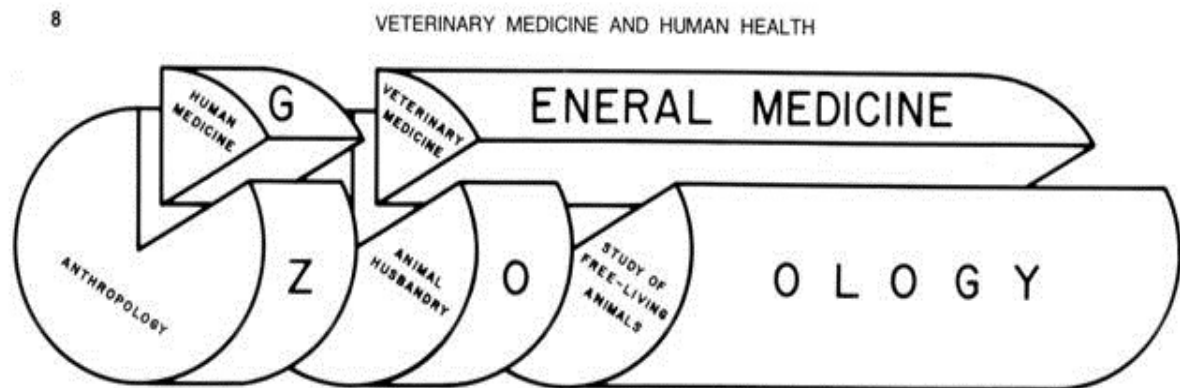 8
VETERINARY MEDICINE AND HUMAN HEALTH
HUMAN
MEDICINE
G
VETERINARY
MEDICINE
ENERAL MEDICINE
ANTHROPOLOGY
Z
ANIMAL
HUSBANDRY
O
STUDY OF
FREE-LIVING
ANIMALS
OLOGY